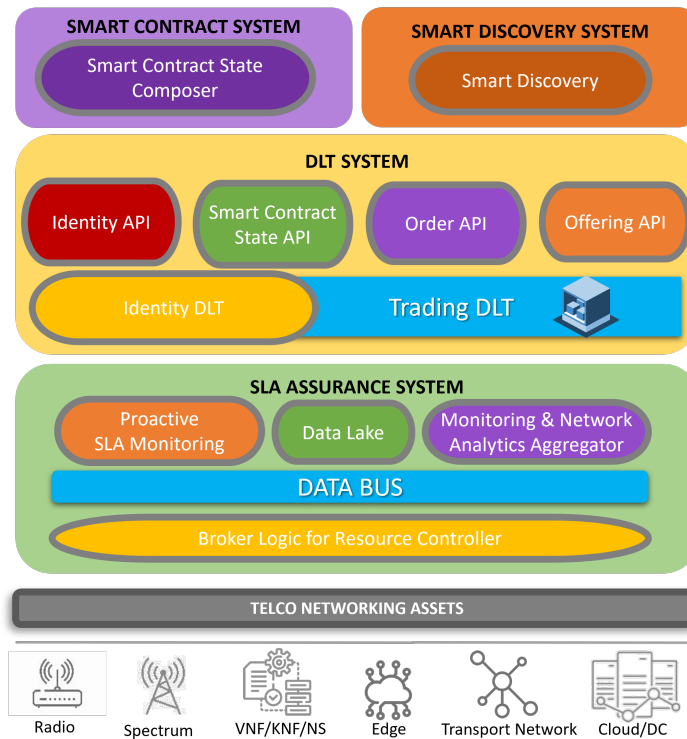 SMART CONTRACT SYSTEM
Smart Contract State
Composer
SMART DISCOVERY SYSTEM
Smart Discovery
DLT SYSTEM
Identity API
Smart Contract
State API
Order API
Offering API
Identity DLT
Trading DLT
SLA ASSURANCE SYSTEM
Proactive
SLA Monitoring
Data Lake
Monitoring & Network
Analytics Aggregator
DATA BUS
Broker Logic for Resource Controller
TELCO NETWORKING ASSETS
Radio
Spectrum
VNF/KNF/NS
Edge
Transport Network
Cloud/DC